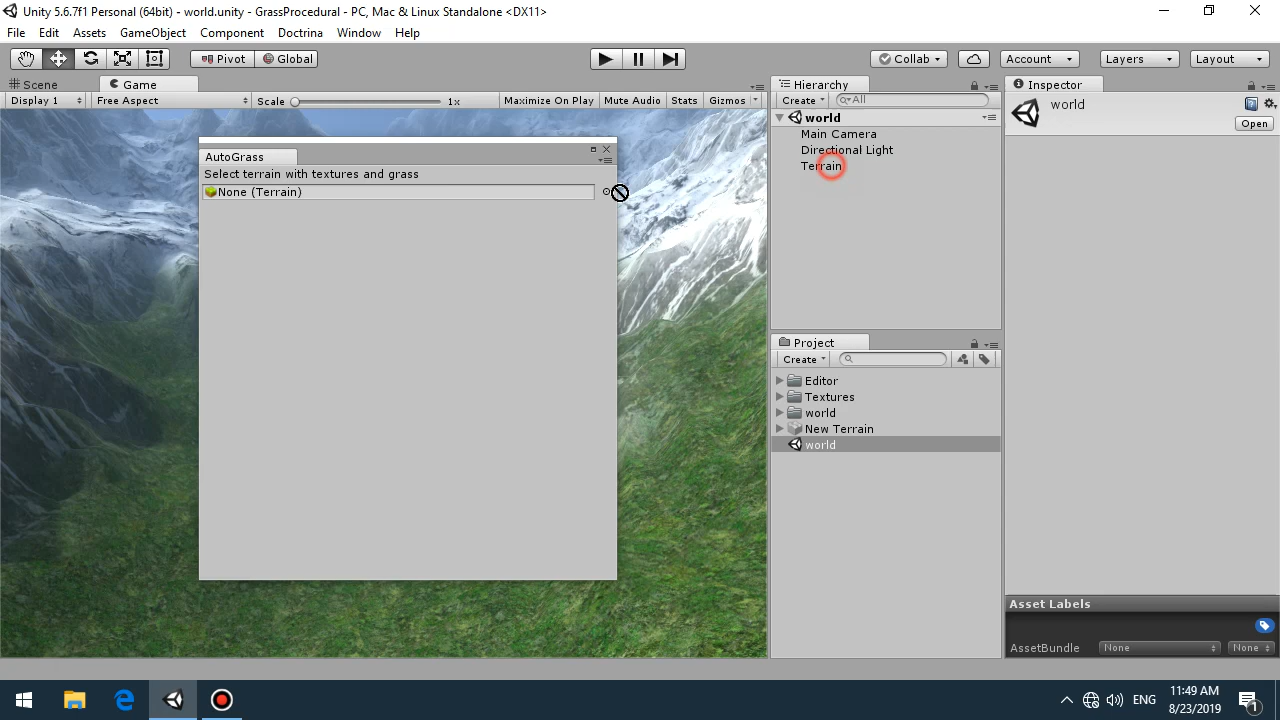 Unity 5.6.7f1 Personal (64bit) - world.unity - GrassProcedural - PC, Mac & Linux Standalone <DX11>
File Edit Assets GameObject Component Doctrina Window Help
Pivot Global Collab Account Layers Layout
Scene Game
Display 1 Free Aspect Scale 1x Maximize On Play Mute Audio Stats Gizmos
AutoGrass
Select terrain with textures and grass
None (Terrain)
Hierarchy
Create All
world
Main Camera
Directional Light
Terrain
Project
Create
Editor
Textures
world
New Terrain
world
Inspector
world
Open
Asset Labels
AssetBundle None None
ENG
11:49 AM
8/23/2019
1